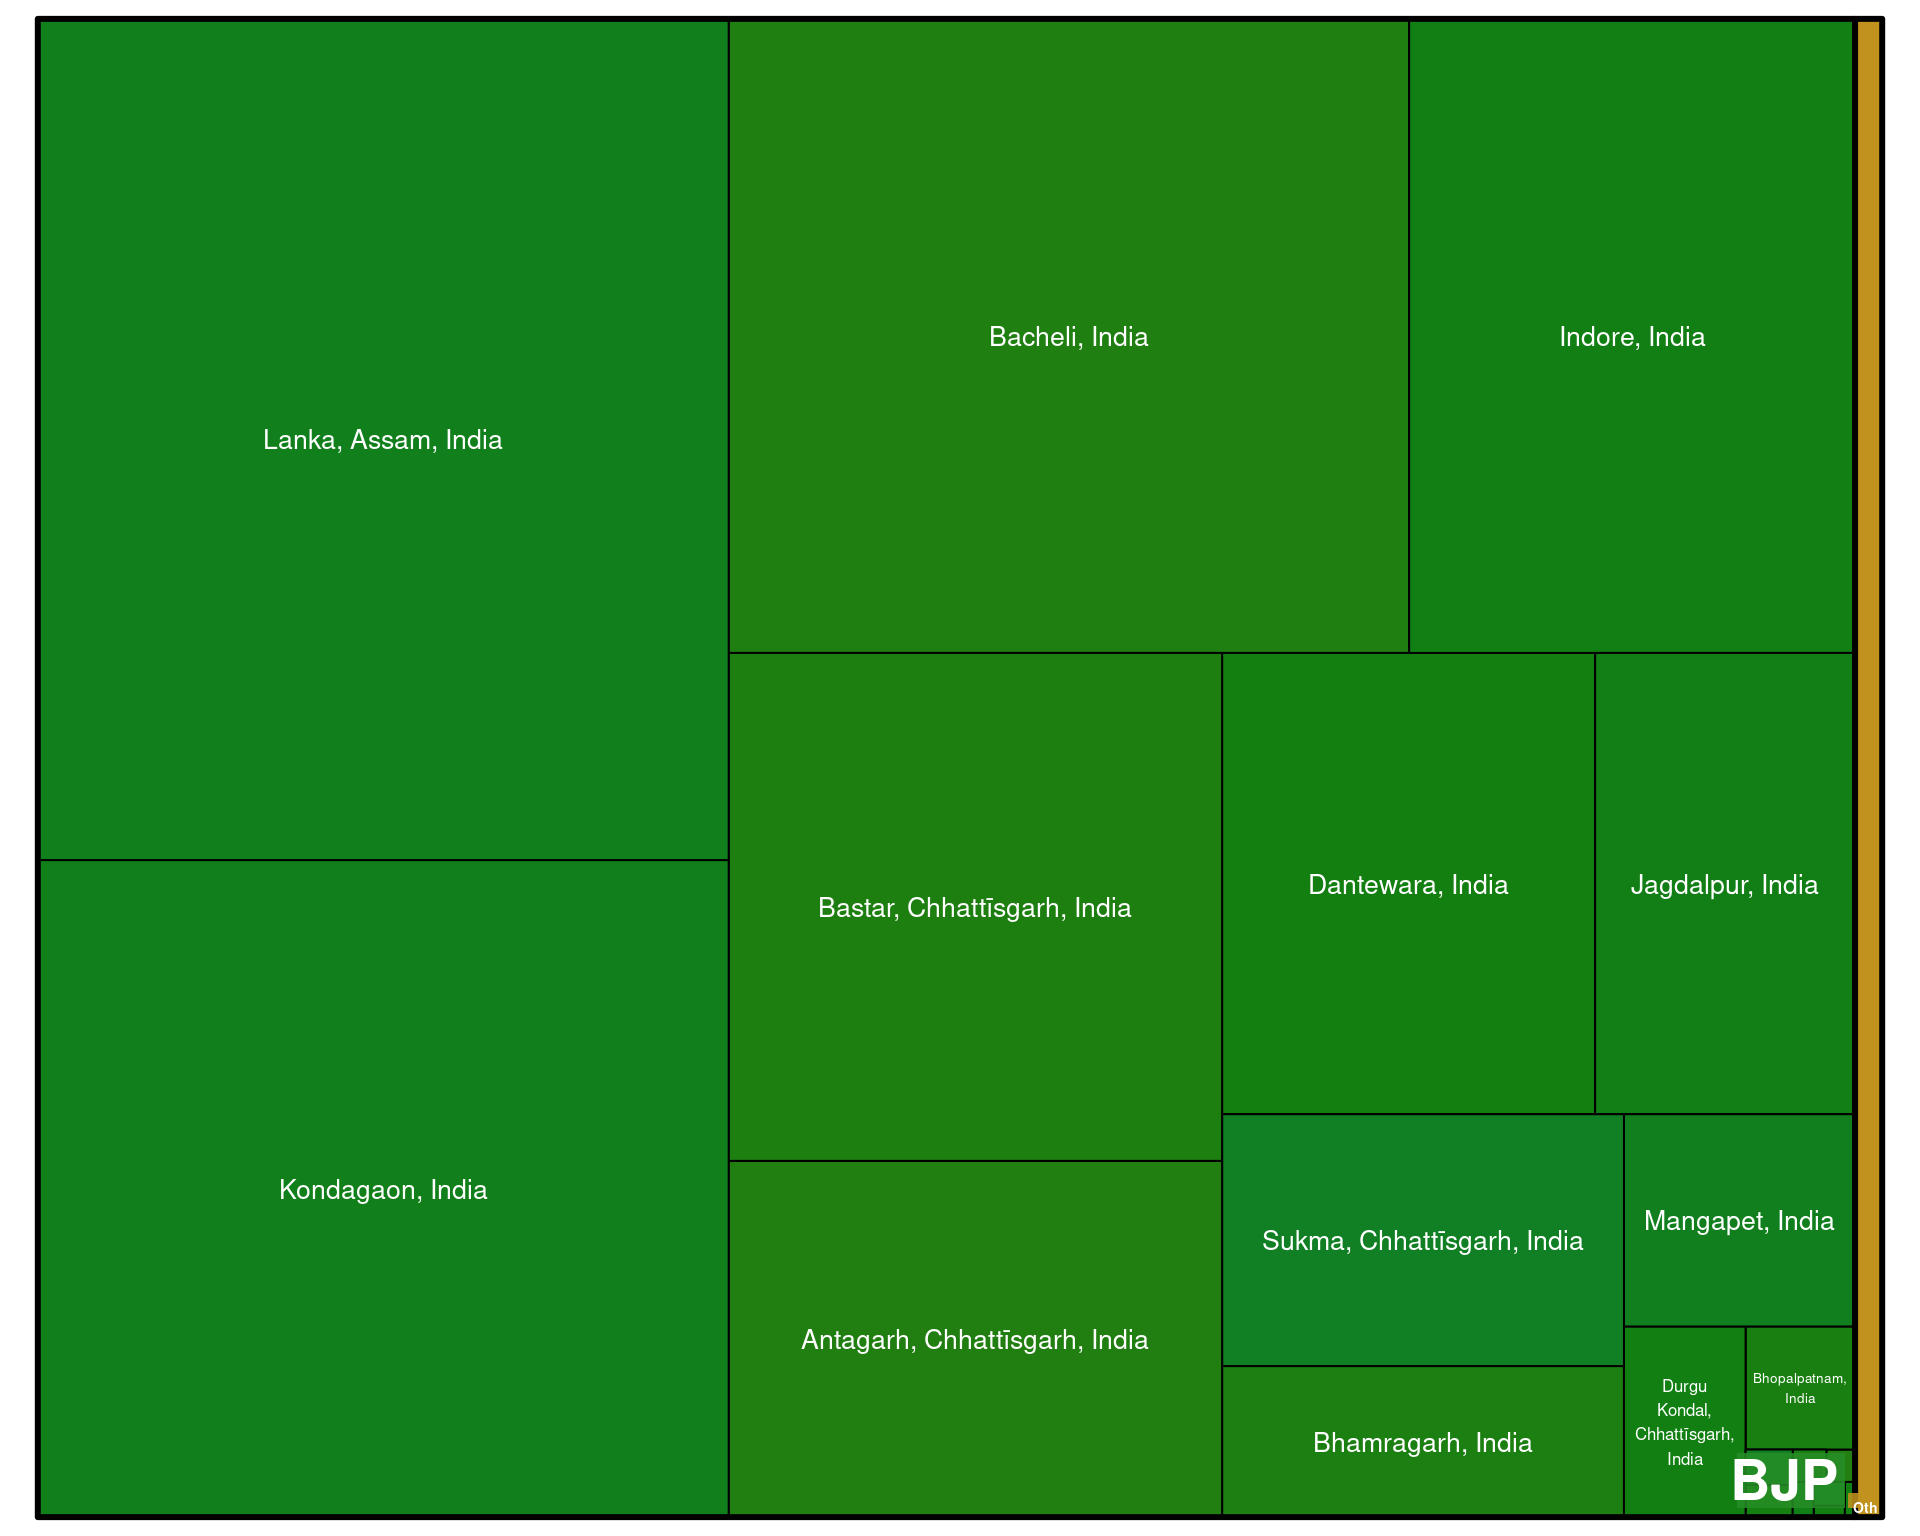 Lanka, Assam, India
Bacheli, India
Indore, India
Kondagaon, India
Bastar, Chhattīsgarh, India
Dantewara, India
Jagdalpur, India
Antagarh, Chhattīsgarh, India
Sukma, Chhattīsgarh, India
Mangapet, India
Bhamragarh, India
Durgu
Kondal,
Chhattīsgarh,
India
Bhopalpatnam,
India
BJP
Oth